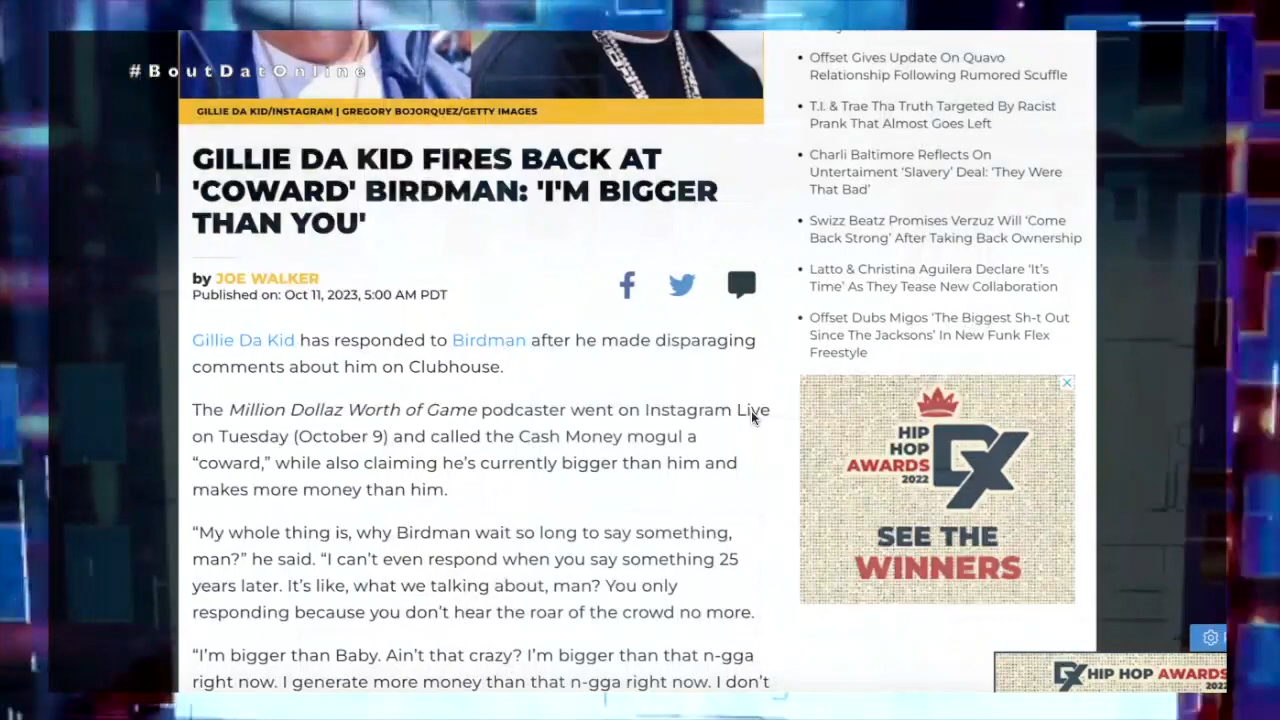 #BoutDatOnline
GILLIE DA KID/INSTAGRAM | GREGORY BOJORQUEZ/GETTY IMAGES
GILLIE DA KID FIRES BACK AT
'COWARD' BIRDMAN: 'I'M BIGGER
THAN YOU'
by JOE WALKER
Published on: Oct 11, 2023, 5:00 AM PDT
Gillie Da Kid has responded to Birdman after he made disparaging
comments about him on Clubhouse.
The Million Dollaz Worth of Game podcaster went on Instagram Live
on Tuesday (October 9) and called the Cash Money mogul a
“coward,” while also claiming he’s currently bigger than him and
makes more money than him.
“My whole thing is, why Birdman wait so long to say something,
man?” he said. “I can’t even respond when you say something 25
years later. It’s like, what we talking about, man? You only
responding because you don’t hear the roar of the crowd no more.
“I’m bigger than Baby. Ain’t that crazy? I’m bigger than that n-gga
right now. I generate more money than that n-gga right now. I don’t
Offset Gives Update On Quavo
Relationship Following Rumored Scuffle
T.I. & Trae Tha Truth Targeted By Racist
Prank That Almost Goes Left
Charli Baltimore Reflects On
Untertaiment ‘Slavery’ Deal: ‘They Were
That Bad’
Swizz Beatz Promises Verzuz Will ‘Come
Back Strong’ After Taking Back Ownership
Latto & Christina Aguilera Declare ‘It’s
Time’ As They Tease New Collaboration
Offset Dubs Migos ‘The Biggest Sh-t Out
Since The Jacksons’ In New Funk Flex
Freestyle
HIP
HOP
AWARDS
2022
DX
SEE THE
WINNERS
DX HIP HOP AWARDS
2022